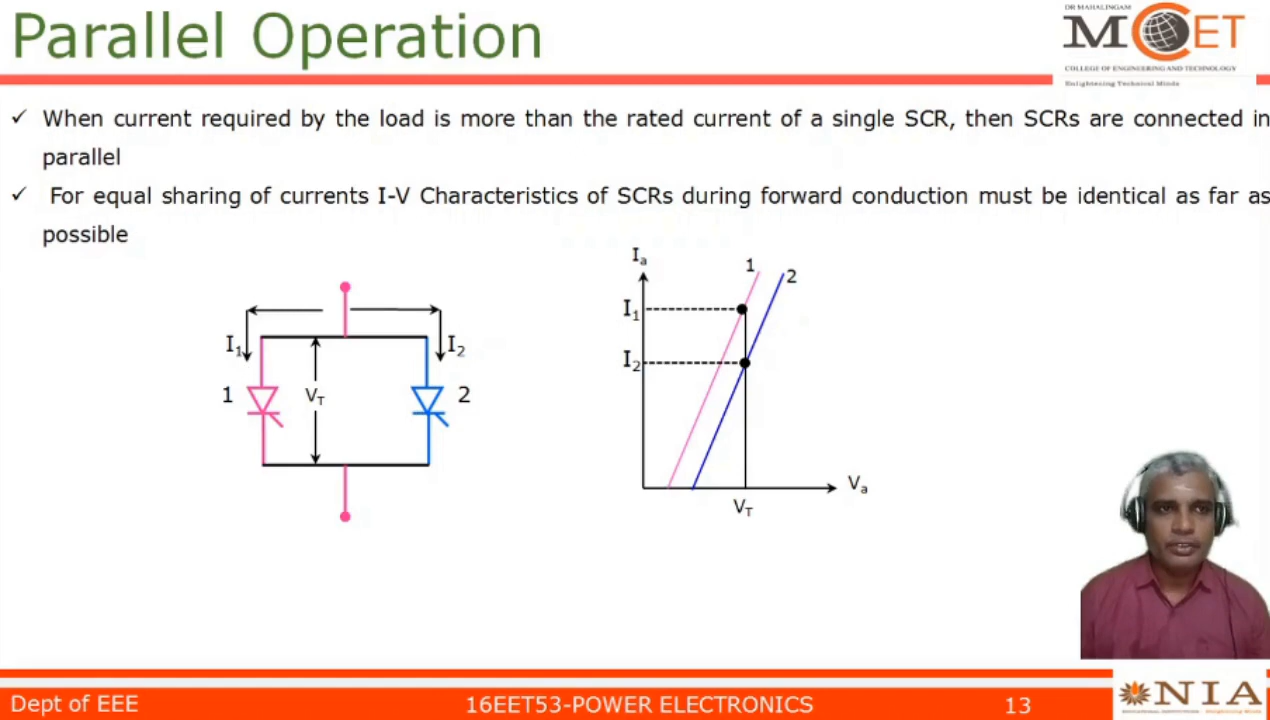 Parallel Operation
DR MAHALINGAM
MCET
COLLEGE OF ENGINEERING AND TECHNOLOGY
Enlightening Technical Minds
✓ When current required by the load is more than the rated current of a single SCR, then SCRs are connected in
parallel
✓ For equal sharing of currents I-V Characteristics of SCRs during forward conduction must be identical as far as
possible
I₁
I₂
1
V_T
2
I_a
1
2
I₁
I₂
V_a
V_T
Dept of EEE
16EET53-POWER ELECTRONICS
13
NIA